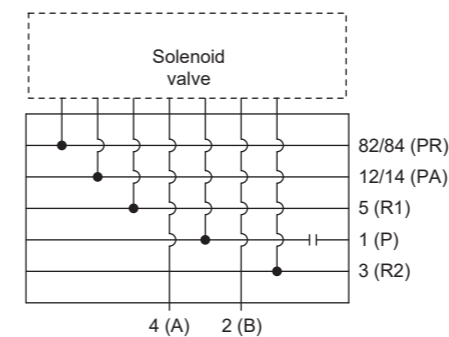 Solenoid
valve
82/84 (PR)
12/14 (PA)
5 (R1)
1 (P)
3 (R2)
4 (A) 2 (B)